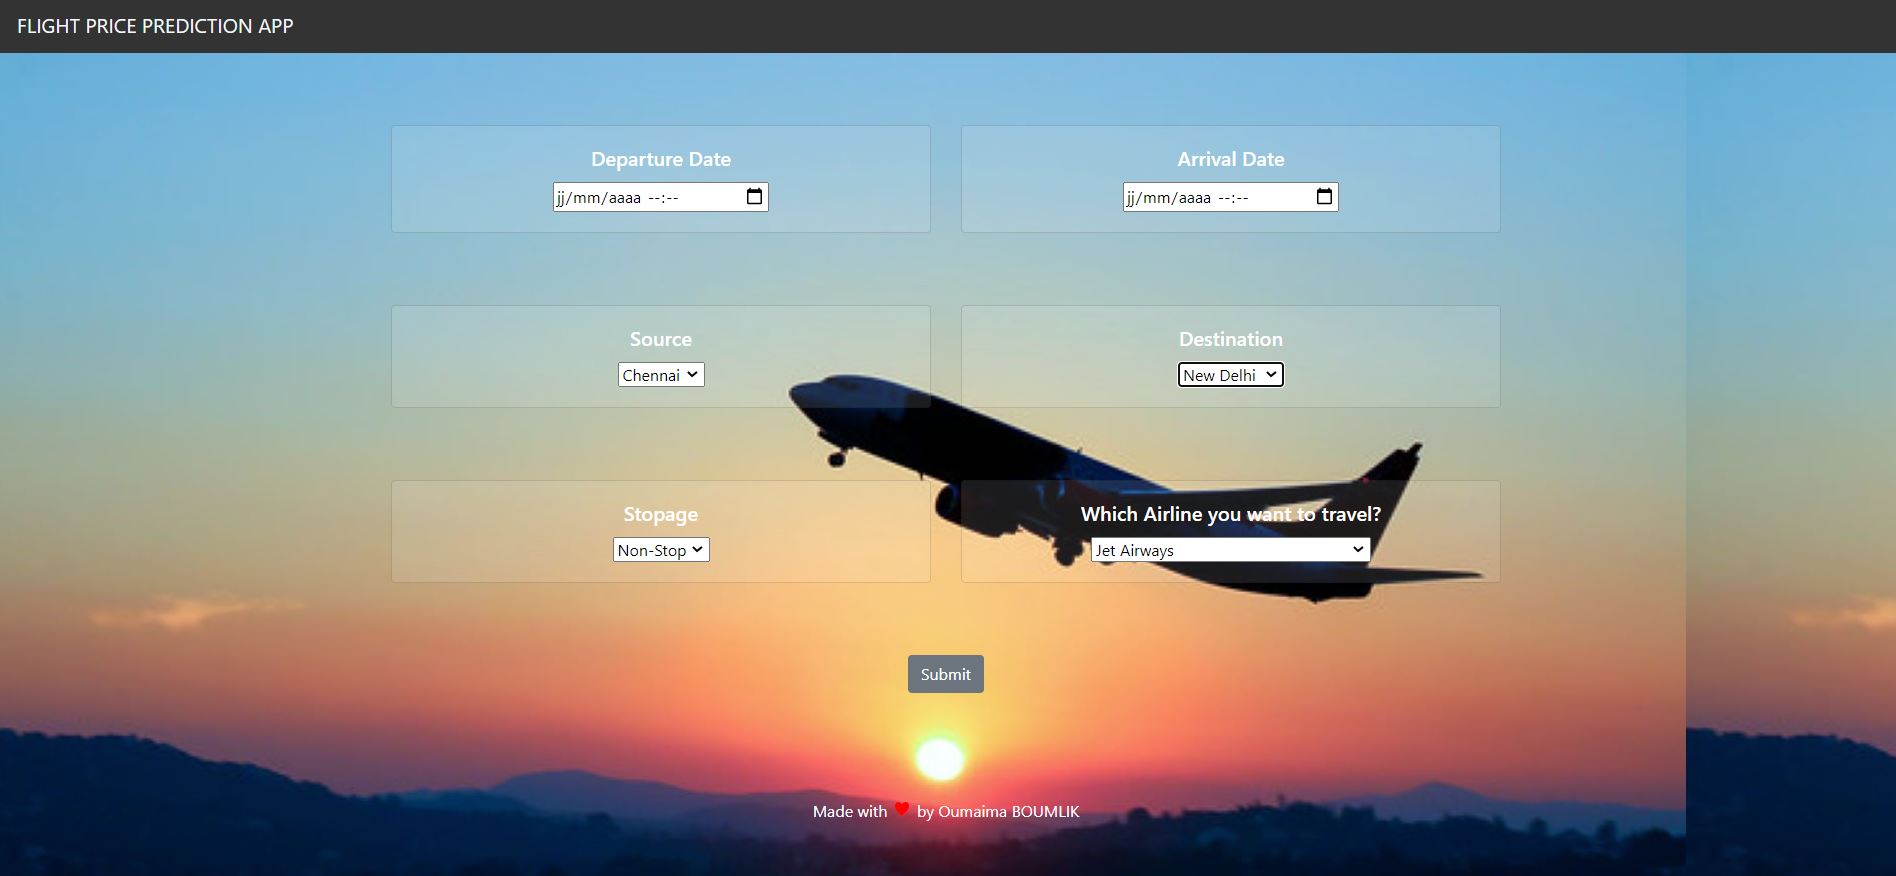 FLIGHT PRICE PREDICTION APP
Departure Date
jj/mm/aaaa --:--
Arrival Date
jj/mm/aaaa --:--
Source
Chennai
Destination
New Delhi
Stopage
Non-Stop
Which Airline you want to travel?
Jet Airways
Submit
Made with ❤ by Oumaima BOUMLIK